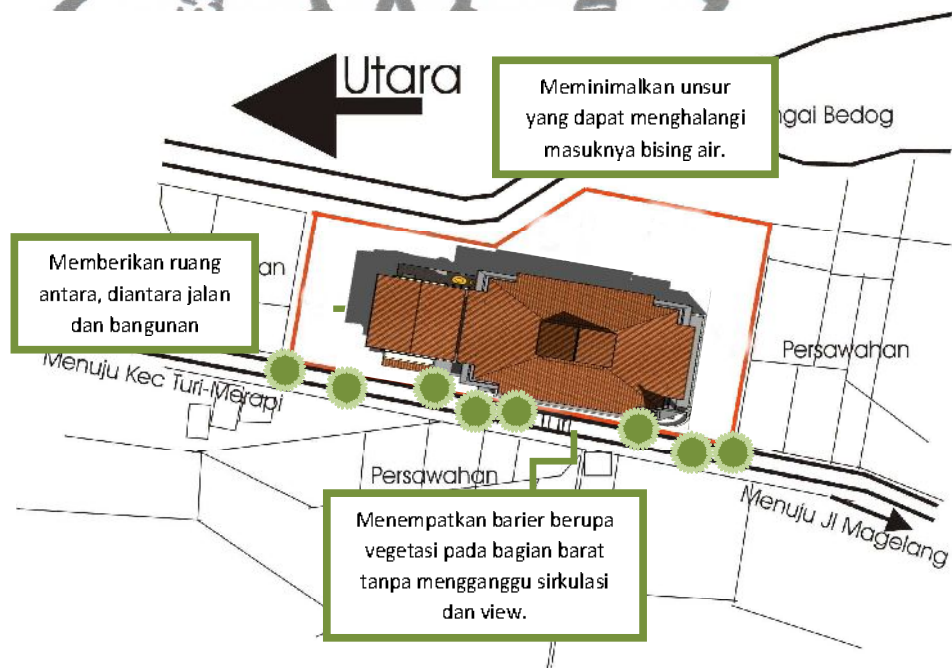 Utara
Meminimalkan unsur
yang dapat menghalangi
masuknya bising air.
Bedog
Memberikan ruang
antara, diantara jalan
dan bangunan
Persawahan
Menuju Kec Turi-Merapi
Persawahan
Menuju Jl Magelang
Menempatkan barier berupa
vegetasi pada bagian barat
tanpa mengganggu sirkulasi
dan view.